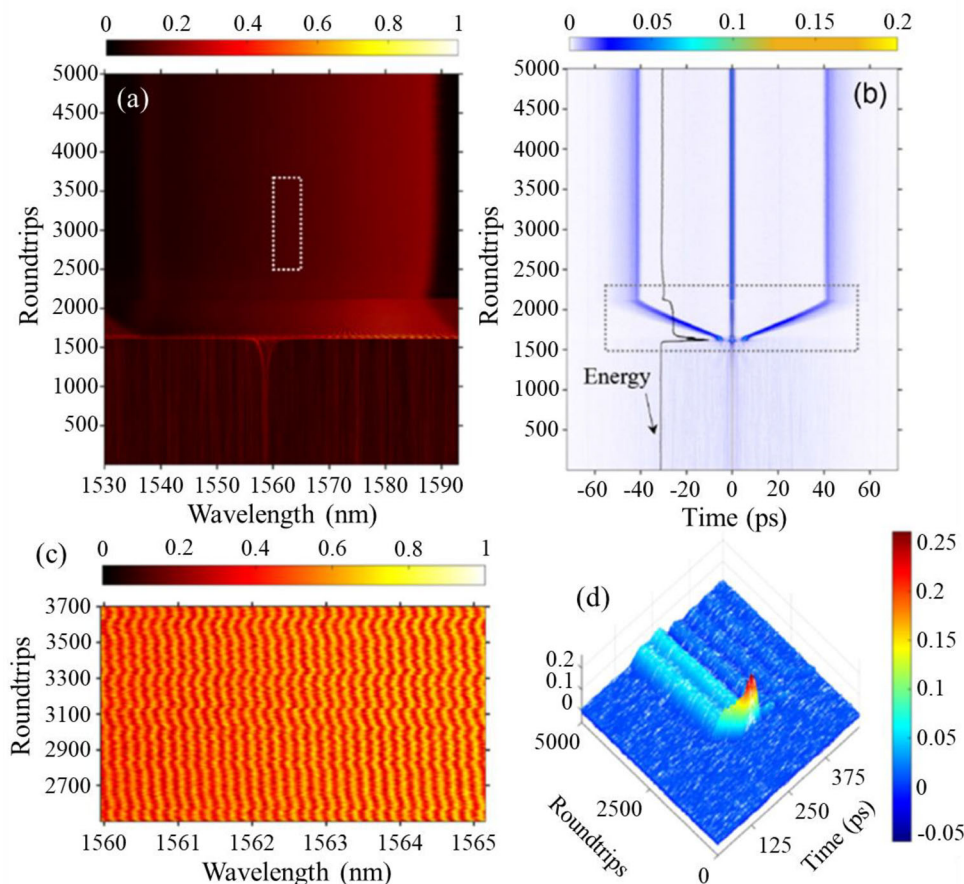 0 0.2 0.4 0.6 0.8 1
(a)
5000
4500
4000
3500
3000
2500
2000
1500
1000
500
Roundtrips
1530 1540 1550 1560 1570 1580 1590
Wavelength (nm)
0 0.05 0.1 0.15 0.2
(b)
5000
4500
4000
3500
3000
2500
2000
1500
1000
500
Roundtrips
Energy
-60 -40 -20 0 20 40 60
Time (ps)
(c)
0 0.2 0.4 0.6 0.8 1
3700
3500
3300
3100
2900
2700
Roundtrips
1560 1561 1562 1563 1564 1565
Wavelength (nm)
(d)
0.2
0.1
0
5000
2500
0
Roundtrips
125
250
375
Time (ps)
0.25
0.2
0.15
0.1
0.05
0
-0.05